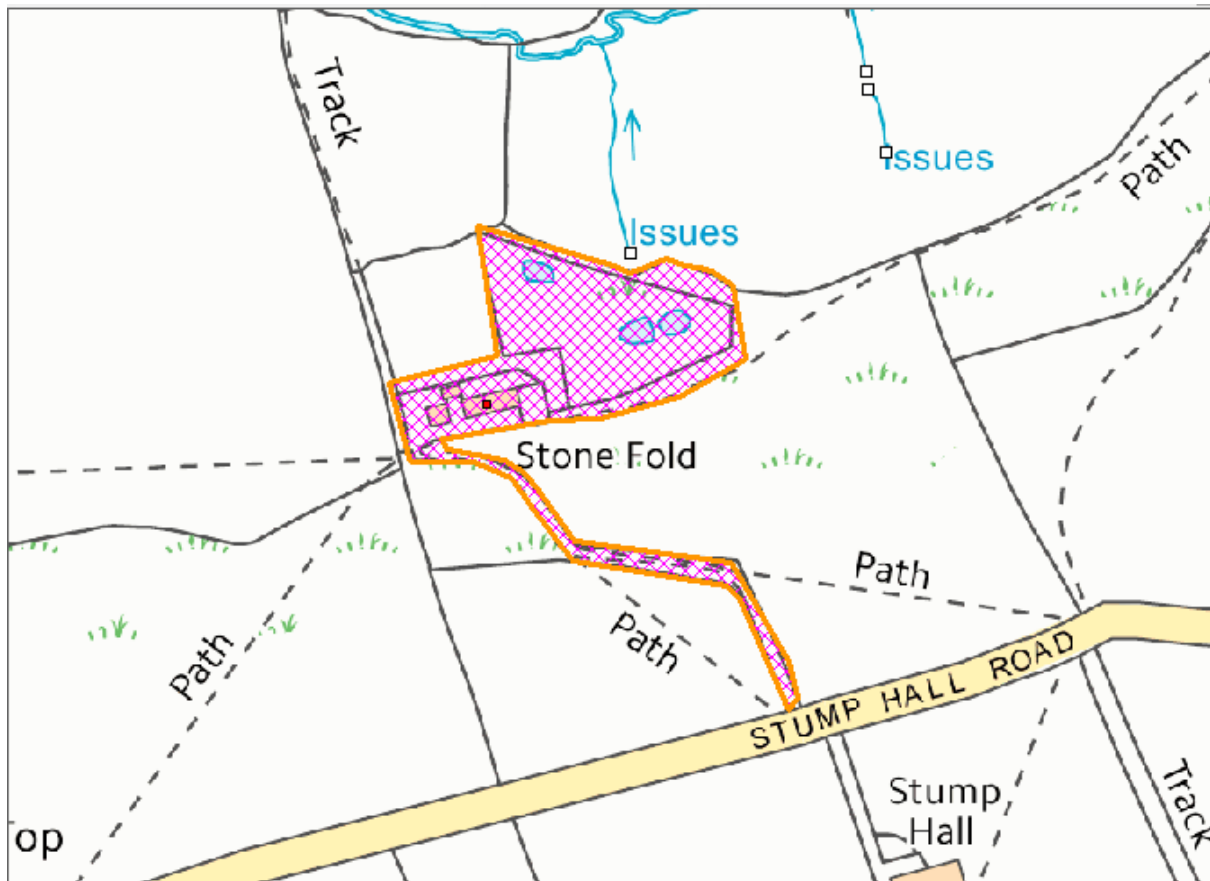 Track
Issues
Path
Issues
Stone Fold
Path
Path
Path
STUMP HALL ROAD
Stump
Hall
Track
op